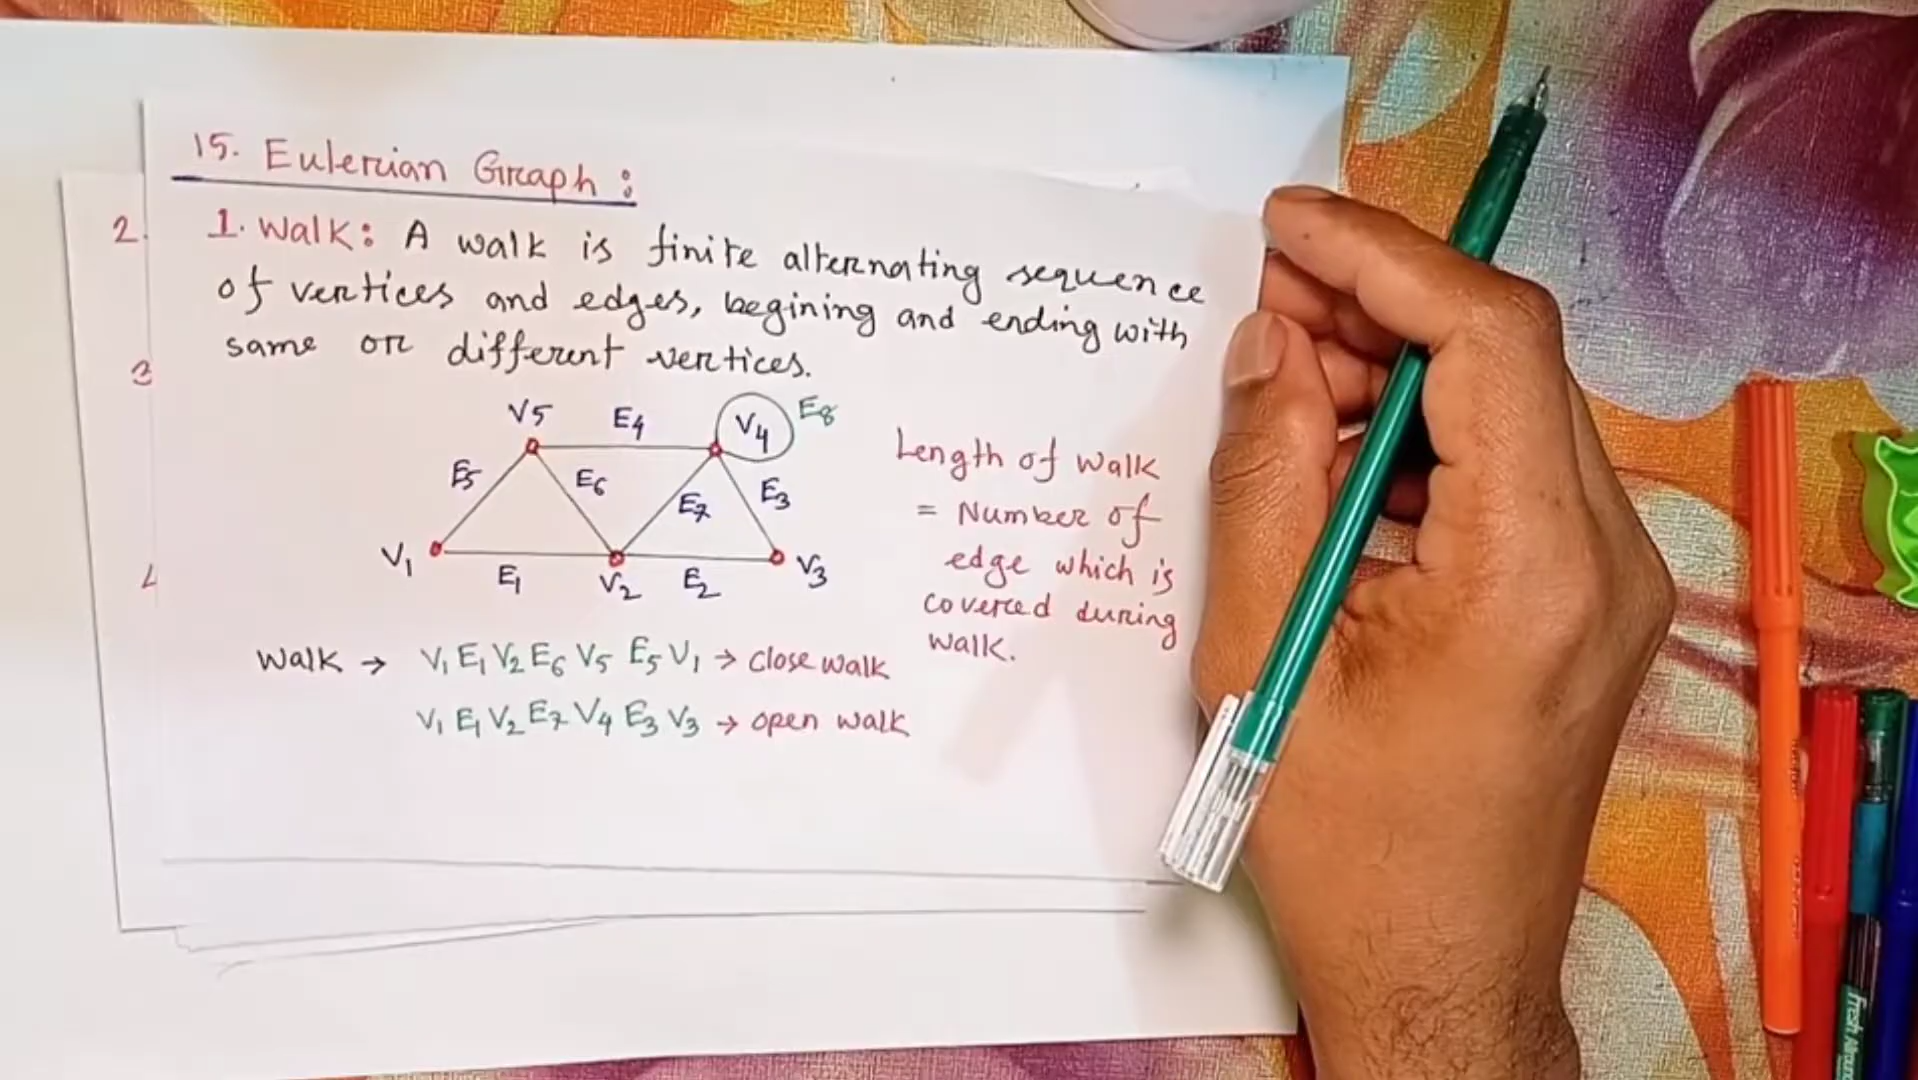 15. Eulerian Graph :
2.
1. Walk: A walk is finite alternating sequence
of vertices and edges, begining and ending with
same or different vertices.
3
V5 E4 V4 E8
E5 E6 E7 E3
V1 E1 V2 E2 V3
Length of walk
= Number of
edge which is
covered during
walk.
Walk → V1 E1 V2 E6 V5 E5 V1 → Close walk
V1 E1 V2 E7 V4 E3 V3 → open walk